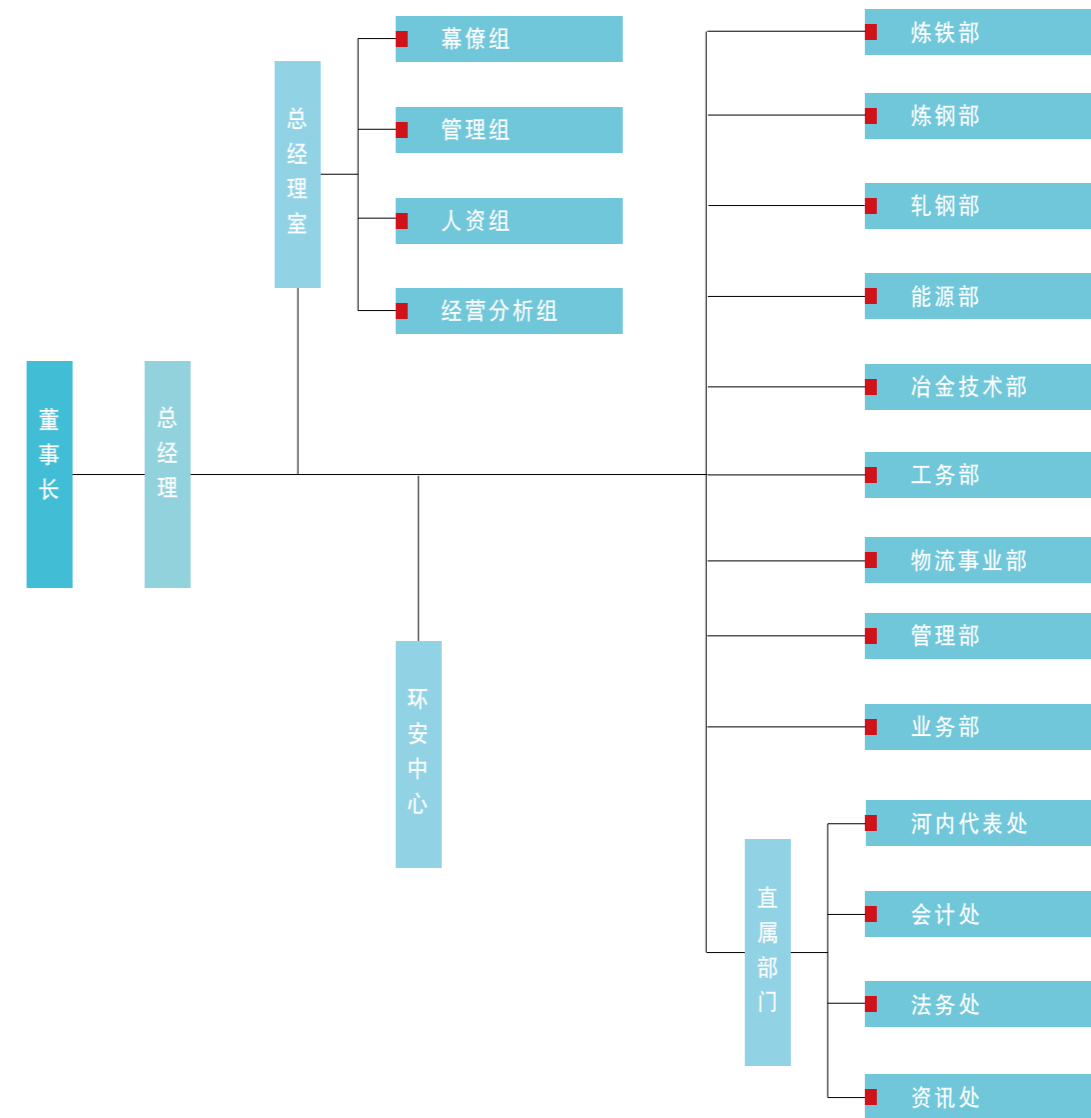 董事长
总经理
总经理室
幕僚组
管理组
人资组
经营分析组
环安中心
炼铁部
炼钢部
轧钢部
能源部
冶金技术部
工务部
物流事业部
管理部
业务部
直属部门
河内代表处
会计处
法务处
资讯处